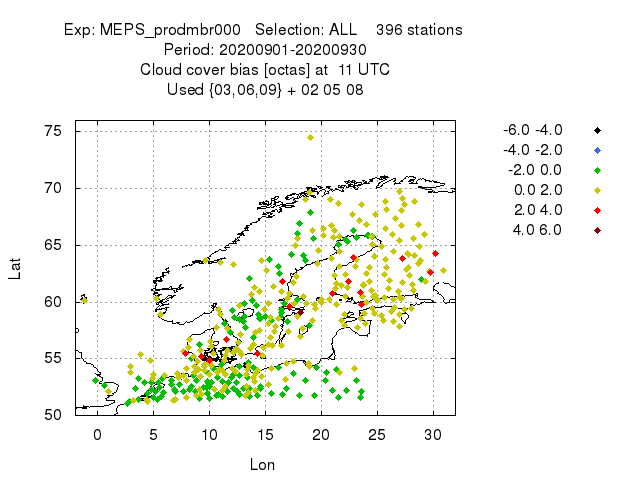 Exp: MEPS_prodmbr000   Selection: ALL    396 stations
Period: 20200901-20200930
Cloud cover bias [octas] at  11 UTC
Used {03,06,09} + 02 05 08
75
70
65
60
55
50
Lat
0 5 10 15 20 25 30
Lon
-6.0 -4.0
-4.0 -2.0
-2.0 0.0
0.0 2.0
2.0 4.0
4.0 6.0